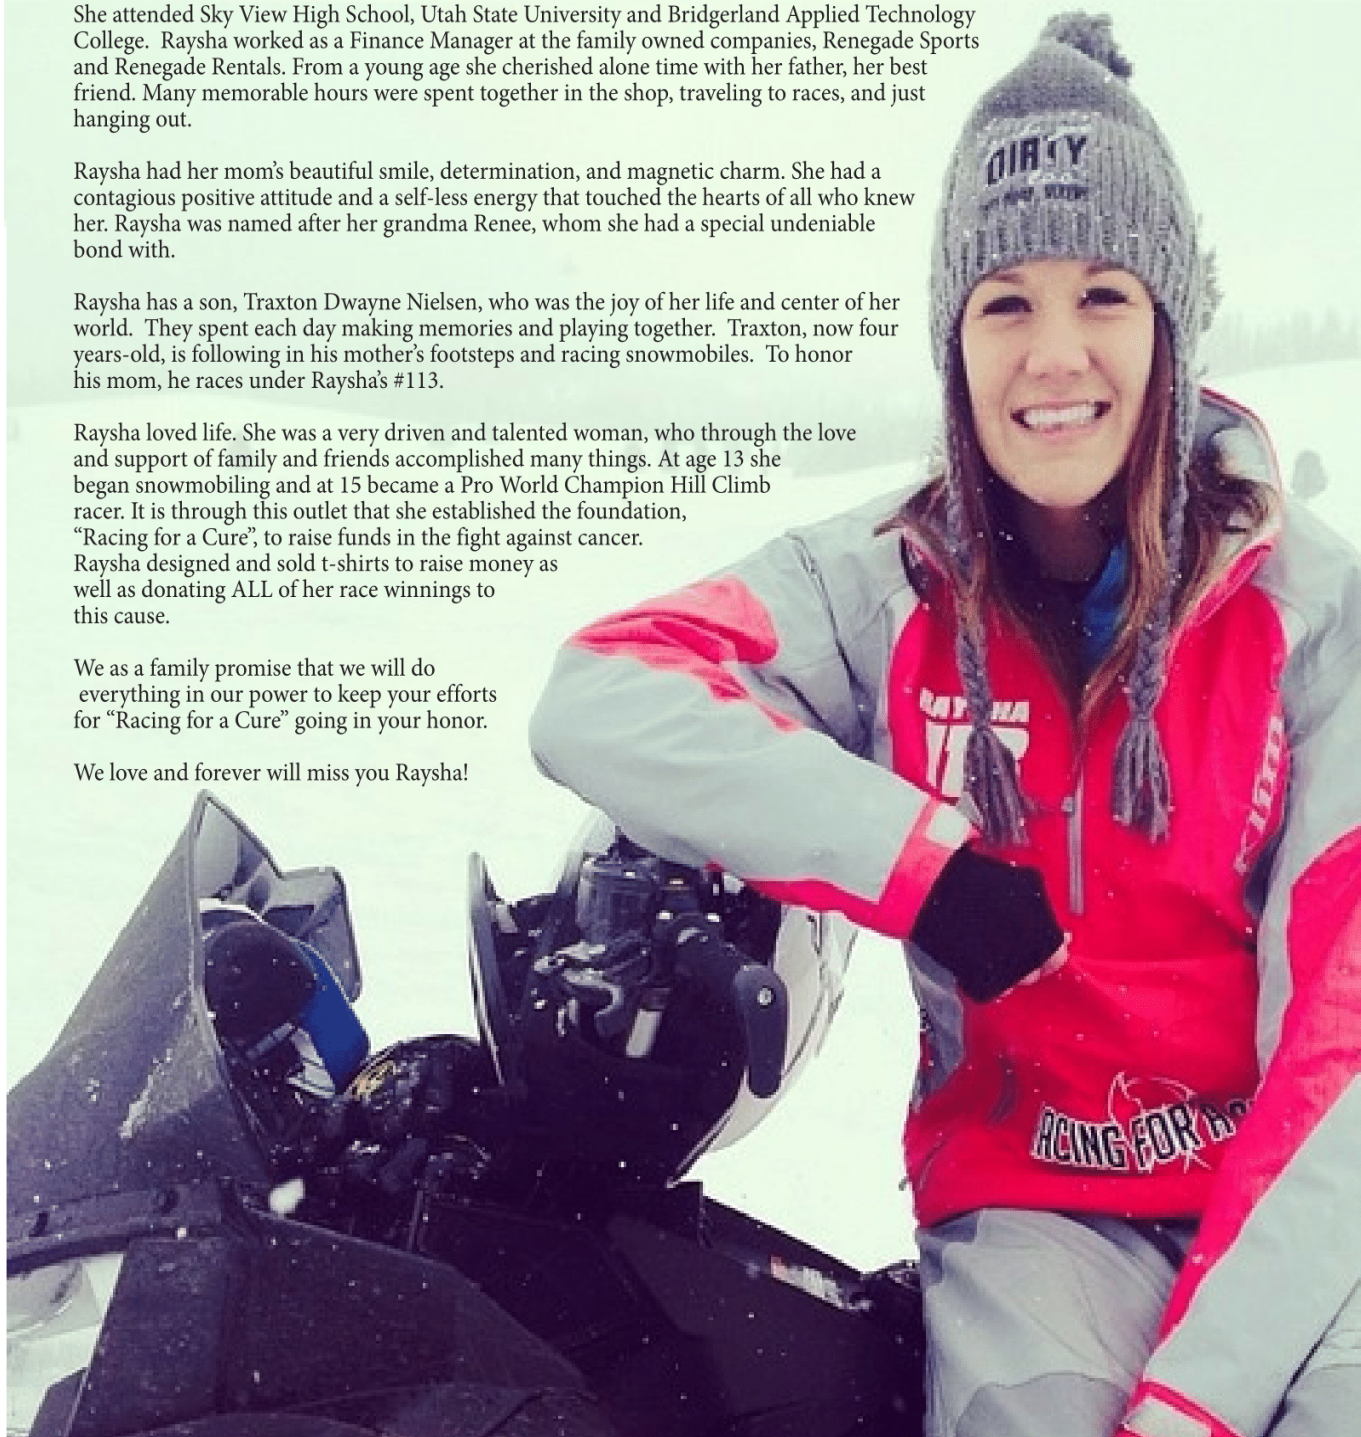 She attended Sky View High School, Utah State University and Bridgerland Applied Technology
College.  Raysha worked as a Finance Manager at the family owned companies, Renegade Sports
and Renegade Rentals. From a young age she cherished alone time with her father, her best
friend. Many memorable hours were spent together in the shop, traveling to races, and just
hanging out.
Raysha had her mom’s beautiful smile, determination, and magnetic charm. She had a
contagious positive attitude and a self-less energy that touched the hearts of all who knew
her. Raysha was named after her grandma Renee, whom she had a special undeniable
bond with.
Raysha has a son, Traxton Dwayne Nielsen, who was the joy of her life and center of her
world.  They spent each day making memories and playing together.  Traxton, now four
years-old, is following in his mother’s footsteps and racing snowmobiles.  To honor
his mom, he races under Raysha’s #113.
Raysha loved life. She was a very driven and talented woman, who through the love
and support of family and friends accomplished many things. At age 13 she
began snowmobiling and at 15 became a Pro World Champion Hill Climb
racer. It is through this outlet that she established the foundation,
“Racing for a Cure”, to raise funds in the fight against cancer.
Raysha designed and sold t-shirts to raise money as
well as donating ALL of her race winnings to
this cause.
We as a family promise that we will do
everything in our power to keep your efforts
for “Racing for a Cure” going in your honor.
We love and forever will miss you Raysha!
DIRTY
RAYSHA
ACING FOR A